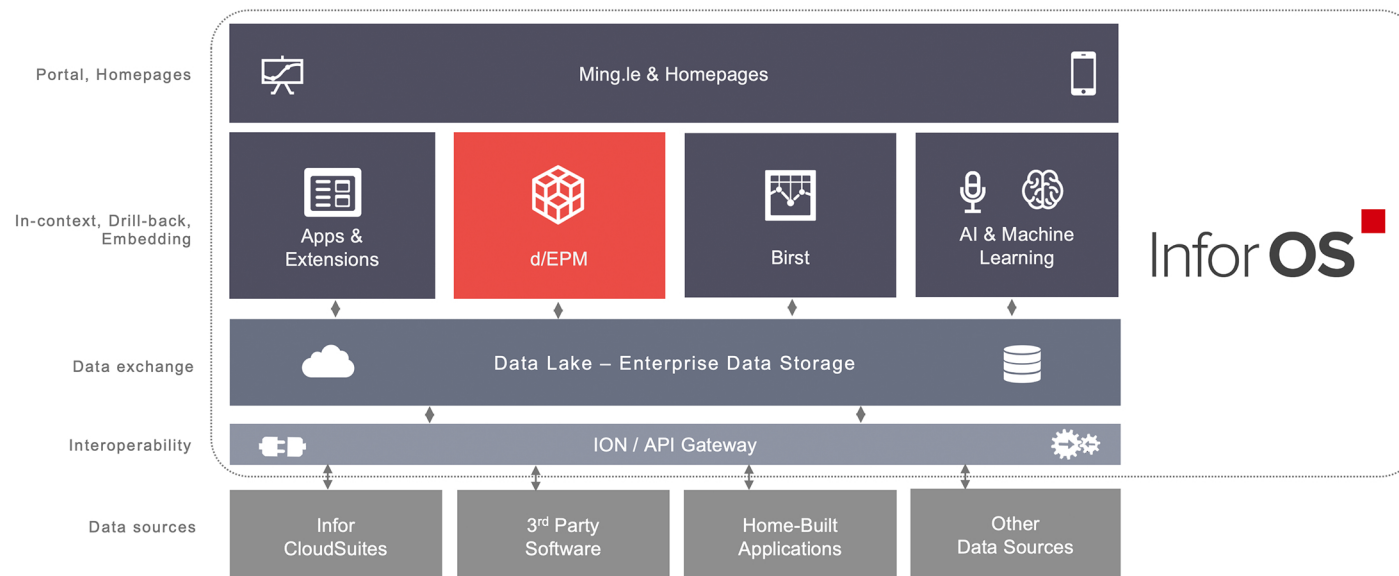 Portal, Homepages
Ming.le & Homepages
In-context, Drill-back,
Embedding
Apps &
Extensions
d/EPM
Birst
AI & Machine
Learning
Infor OS
Data exchange
Data Lake – Enterprise Data Storage
Interoperability
ION / API Gateway
Data sources
Infor
CloudSuites
3rd Party
Software
Home-Built
Applications
Other
Data Sources